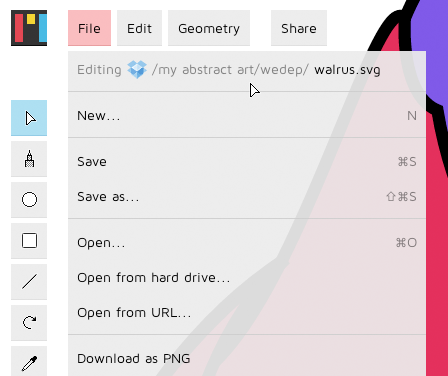 File Edit Geometry Share
Editing /my abstract art/wedep/ walrus.svg
New... N
Save ⌘S
Save as... ⇧⌘S
Open... ⌘O
Open from hard drive...
Open from URL...
Download as PNG